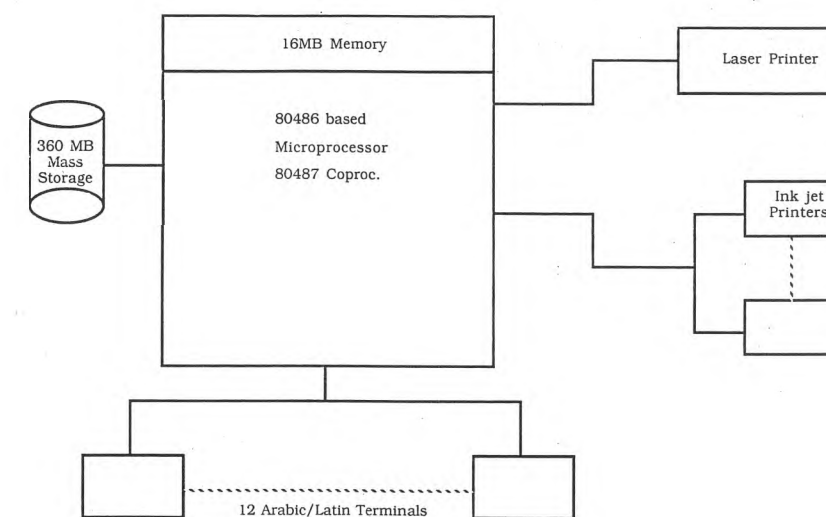 16MB Memory
Laser Printer
80486 based
Microprocessor
80487 Coproc.
360 MB
Mass
Storage
Ink jet
Printers
12 Arabic/Latin Terminals